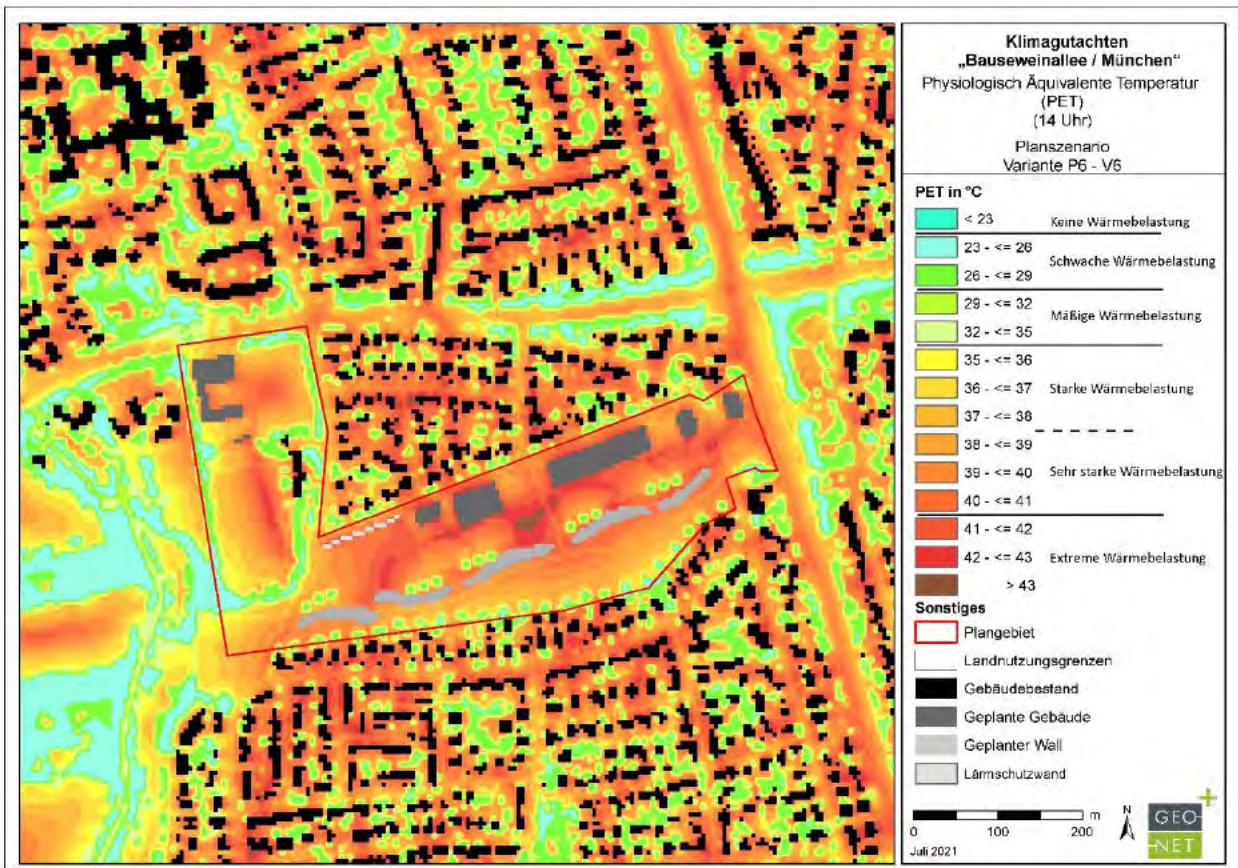 Klimagutachten
„Bauseweinallee / München“
Physiologisch Äquivalente Temperatur
(PET)
(14 Uhr)
Planszenario
Variante P6 - V6
PET in °C
< 23 Keine Wärmebelastung
23 - <= 26
Schwache Wärmebelastung
26 - <= 29
29 - <= 32
Mäßige Wärmebelastung
32 - <= 35
35 - <= 36
36 - <= 37 Starke Wärmebelastung
37 - <= 38
38 - <= 39
39 - <= 40 Sehr starke Wärmebelastung
40 - <= 41
41 - <= 42
42 - <= 43 Extreme Wärmebelastung
> 43
Sonstiges
Plangebiet
Landnutzungsgrenzen
Gebäudebestand
Geplante Gebäude
Geplanter Wall
Lärmschutzwand
m
0 100 200
N
Juli 2021
GEO-
NET